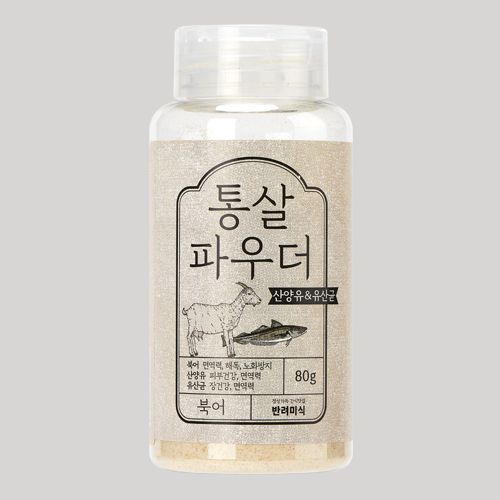 통살
파우더
산양유&유산균
북어 면역력, 해독, 노화방지
산양유 피부건강, 면역력
유산균 장건강, 면역력
80g
북어
반려미식